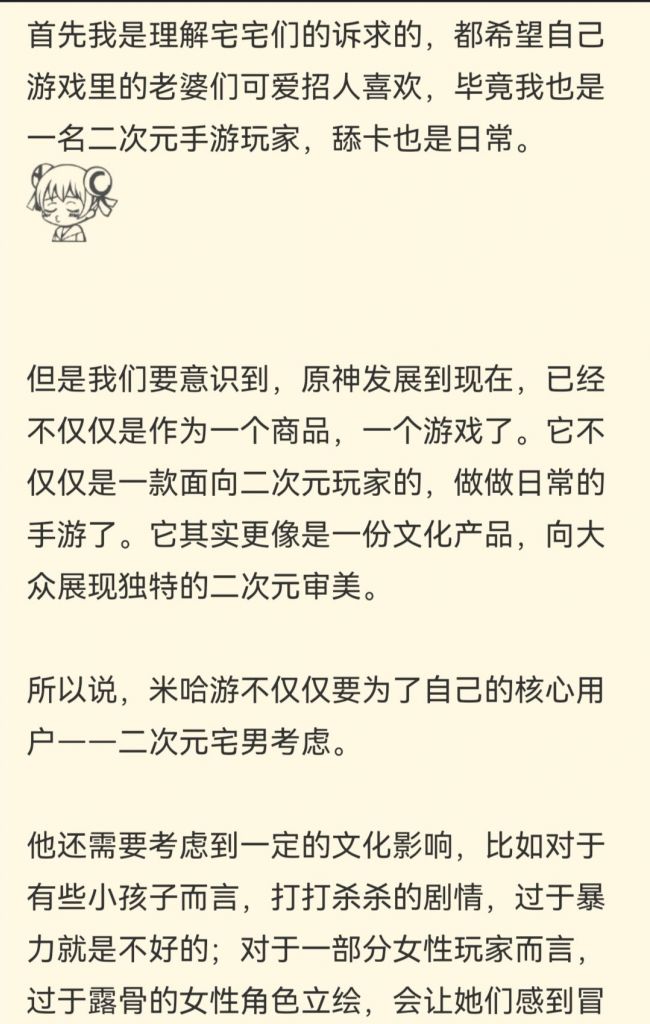 首先我是理解宅宅们的诉求的，都希望自己
游戏里的老婆们可爱招人喜欢，毕竟我也是
一名二次元手游玩家，舔卡也是日常。
但是我们要意识到，原神发展到现在，已经
不仅仅是作为一个商品，一个游戏了。它不
仅仅是一款面向二次元玩家的，做做日常的
手游了。它其实更像是一份文化产品，向大
众展现独特的二次元审美。
所以说，米哈游不仅仅要为了自己的核心用
户——二次元宅男考虑。
他还需要考虑到一定的文化影响，比如对于
有些小孩子而言，打打杀杀的剧情，过于暴
力就是不好的；对于一部分女性玩家而言，
过于露骨的女性角色立绘，会让她们感到冒